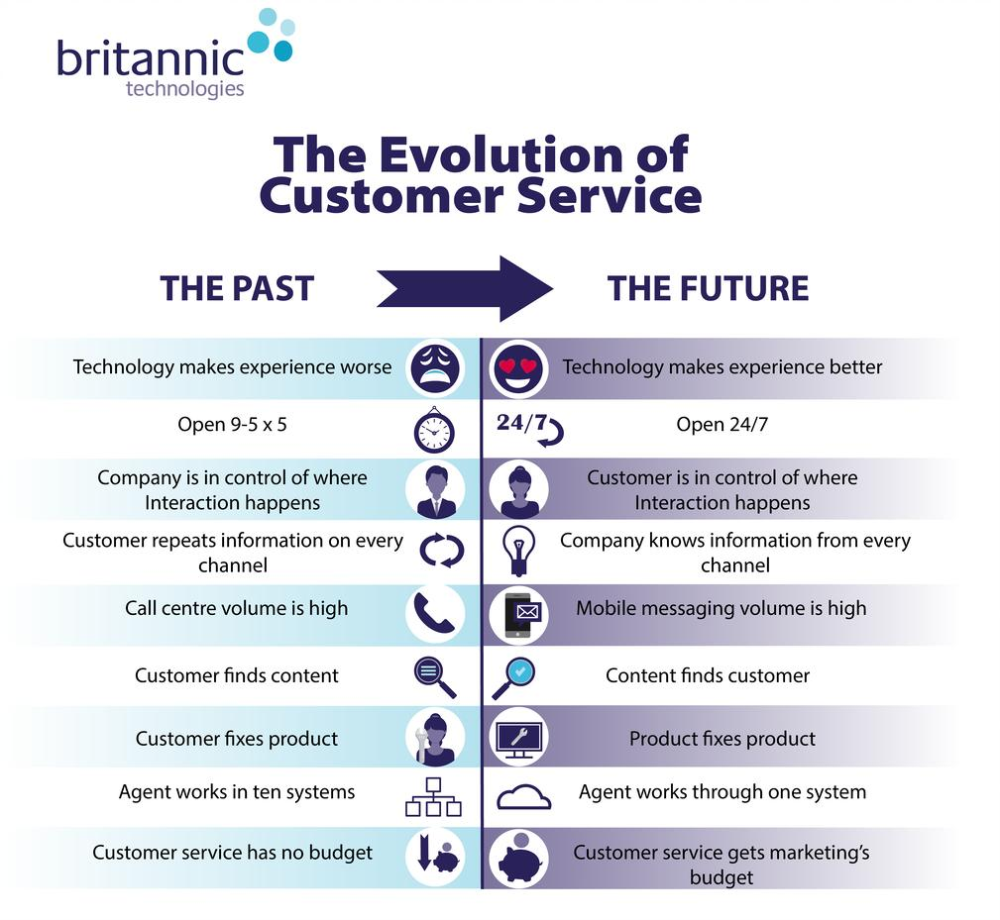 britannic
technologies
The Evolution of
Customer Service
THE PAST
THE FUTURE
Technology makes experience worse
Technology makes experience better
Open 9-5 x 5
24/7
Open 24/7
Company is in control of where
Interaction happens
Customer is in control of where
Interaction happens
Customer repeats information on every
channel
Company knows information from every
channel
Call centre volume is high
Mobile messaging volume is high
Customer finds content
Content finds customer
Customer fixes product
Product fixes product
Agent works in ten systems
Agent works through one system
Customer service has no budget
Customer service gets marketing's
budget